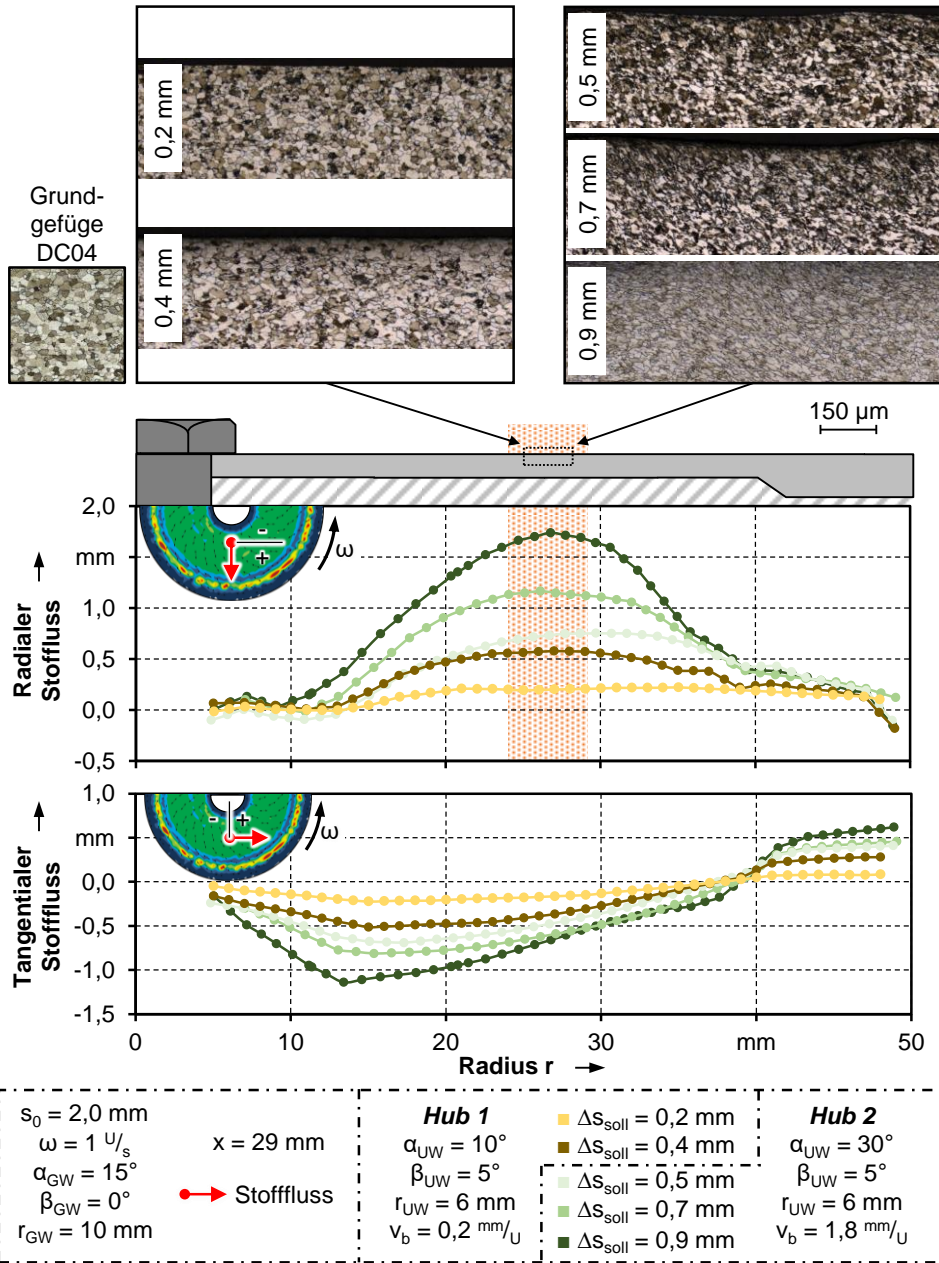 0,2 mm
0,4 mm
0,5 mm
0,7 mm
0,9 mm
Grund-
gefüge
DC04
150 µm
2,0
mm
1,0
0,5
0,0
-0,5
Radialer
Stofffluss
-
+
ω
1,0
mm
0,0
-0,5
-1,0
-1,5
Tangentialer
Stofffluss
- +
ω
0 10 20 30 mm 50
Radius r
s0 = 2,0 mm
ω = 1 U/s
αGW = 15°
βGW = 0°
rGW = 10 mm
x = 29 mm
Stofffluss
Hub 1
αUW = 10°
βUW = 5°
rUW = 6 mm
vb = 0,2 mm/U
Δssoll = 0,2 mm
Δssoll = 0,4 mm
Δssoll = 0,5 mm
Δssoll = 0,7 mm
Δssoll = 0,9 mm
Hub 2
αUW = 30°
βUW = 5°
rUW = 6 mm
vb = 1,8 mm/U